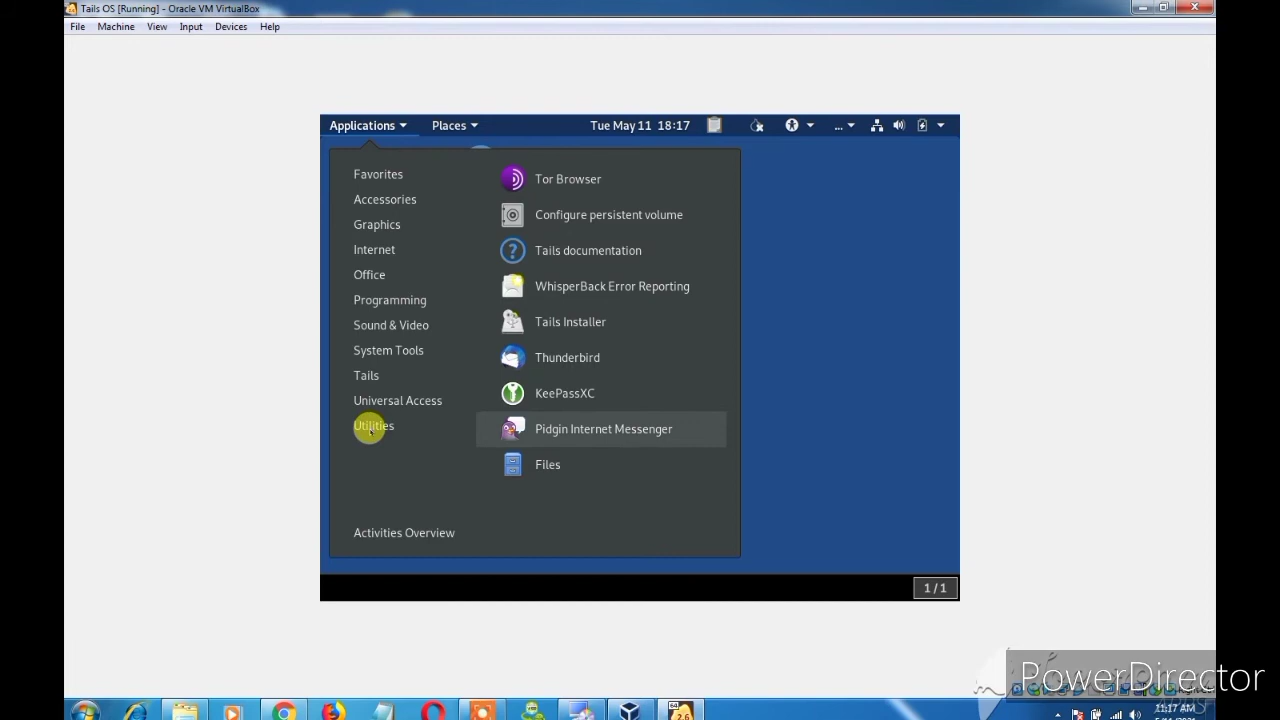 Tails OS [Running] - Oracle VM VirtualBox
File Machine View Input Devices Help
Applications Places Tue May 11 18:17 ...
Favorites
Accessories
Graphics
Internet
Office
Programming
Sound & Video
System Tools
Tails
Universal Access
Utilities
Activities Overview
Tor Browser
Configure persistent volume
Tails documentation
WhisperBack Error Reporting
Tails Installer
Thunderbird
KeePassXC
Pidgin Internet Messenger
Files
1 / 1
PowerDirector
2.6
11:17 AM